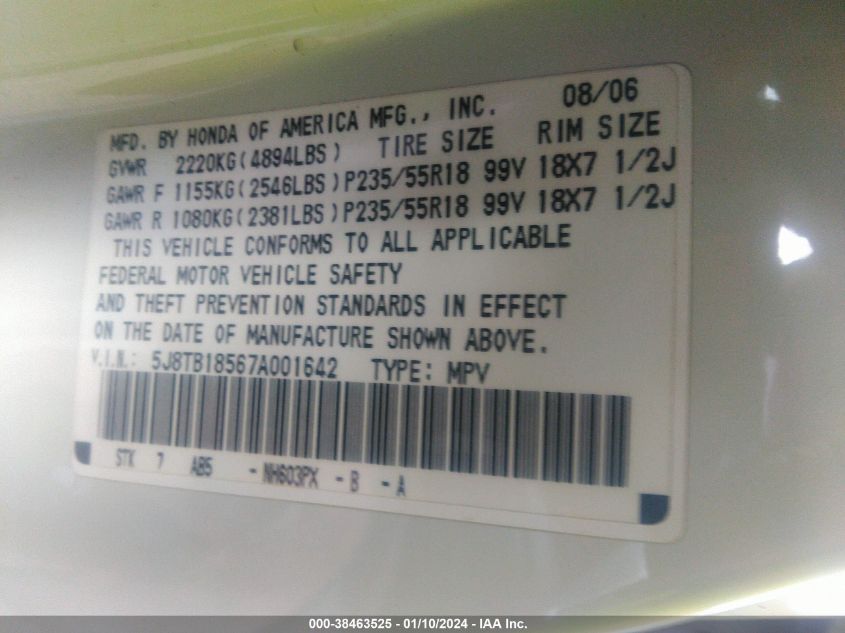 MFD. BY HONDA OF AMERICA MFG., INC. 08/06
GVWR 2220KG(4894LBS) TIRE SIZE RIM SIZE
GAWR F 1155KG(2546LBS)P235/55R18 99V 18X7 1/2J
GAWR R 1080KG(2381LBS)P235/55R18 99V 18X7 1/2J
THIS VEHICLE CONFORMS TO ALL APPLICABLE
FEDERAL MOTOR VEHICLE SAFETY
AND THEFT PREVENTION STANDARDS IN EFFECT
ON THE DATE OF MANUFACTURE SHOWN ABOVE.
V.I.N.: 5J8TB18567A001642 TYPE: MPV
STK 7 AB5 - NH603PX - B - A
000-38463525 - 01/10/2024 - IAA Inc.